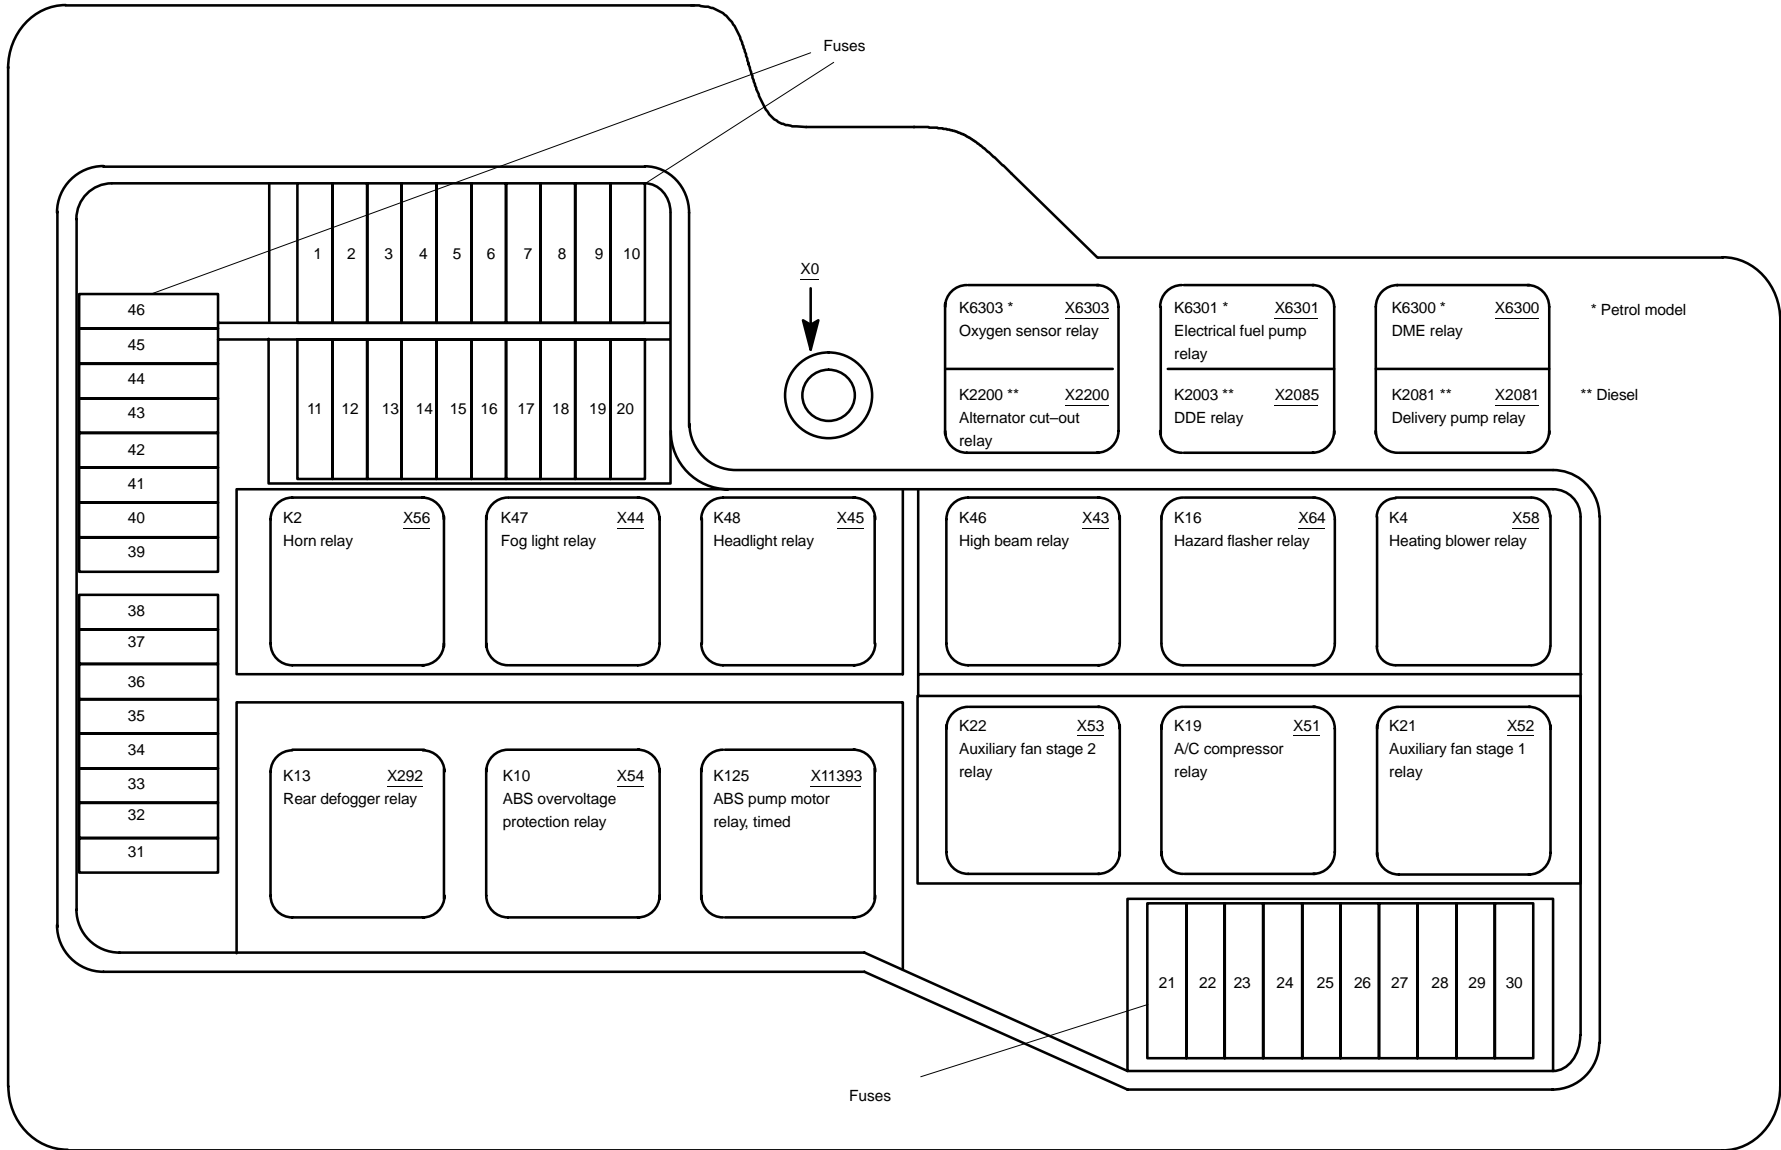 Fuses
1 2 3 4 5 6 7 8 9 10
X0
46
45
44
43
42
41
40
39
38
37
36
35
34
33
32
31
11 12 13 14 15 16 17 18 19 20
K6303 * X6303
Oxygen sensor relay
K2200 ** X2200
Alternator cut–out
relay
K6301 * X6301
Electrical fuel pump
relay
K2003 ** X2085
DDE relay
K6300 * X6300
DME relay
K2081 ** X2081
Delivery pump relay
* Petrol model
** Diesel
K2 X56
Horn relay
K47 X44
Fog light relay
K48 X45
Headlight relay
K46 X43
High beam relay
K16 X64
Hazard flasher relay
K4 X58
Heating blower relay
K13 X292
Rear defogger relay
K10 X54
ABS overvoltage
protection relay
K125 X11393
ABS pump motor
relay, timed
K22 X53
Auxiliary fan stage 2
relay
K19 X51
A/C compressor
relay
K21 X52
Auxiliary fan stage 1
relay
21 22 23 24 25 26 27 28 29 30
Fuses